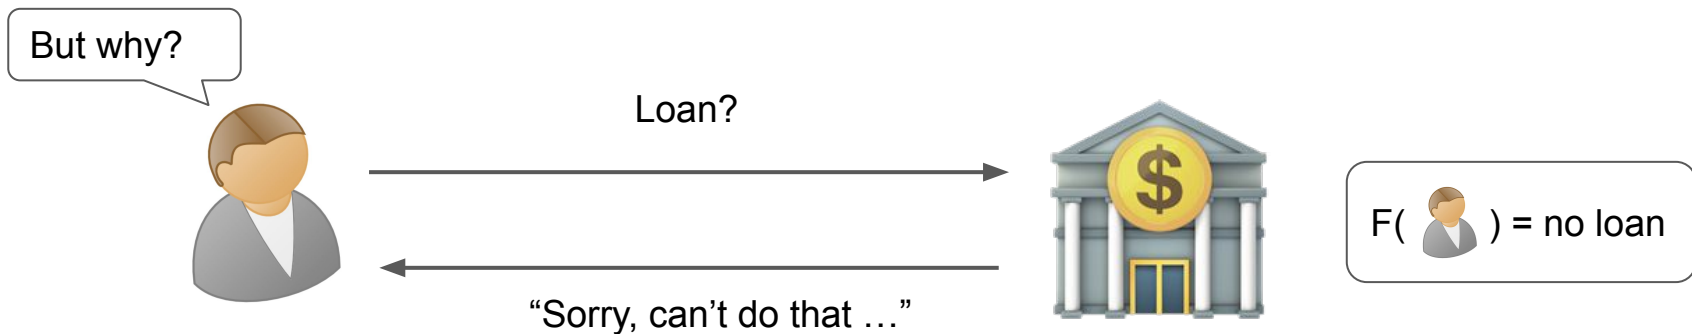 But why?
Loan?
$
F( ) = no loan
“Sorry, can’t do that …”